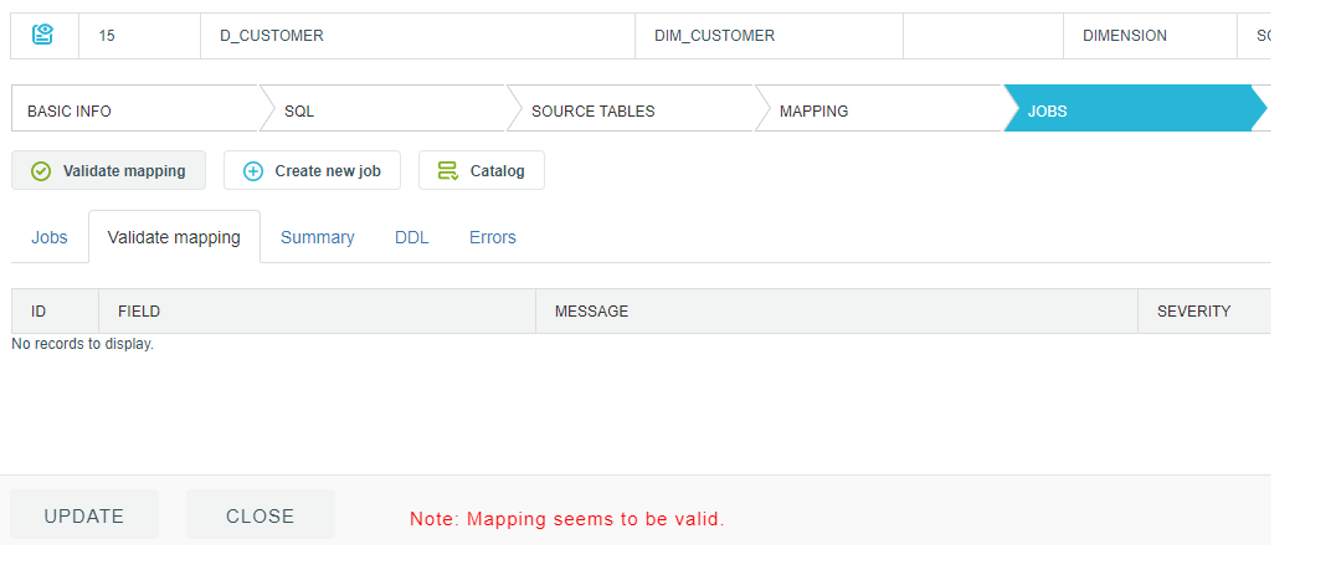 15 D_CUSTOMER DIM_CUSTOMER DIMENSION
BASIC INFO SQL SOURCE TABLES MAPPING JOBS
Validate mapping Create new job Catalog
Jobs Validate mapping Summary DDL Errors
ID FIELD MESSAGE SEVERITY
No records to display.
UPDATE CLOSE Note: Mapping seems to be valid.